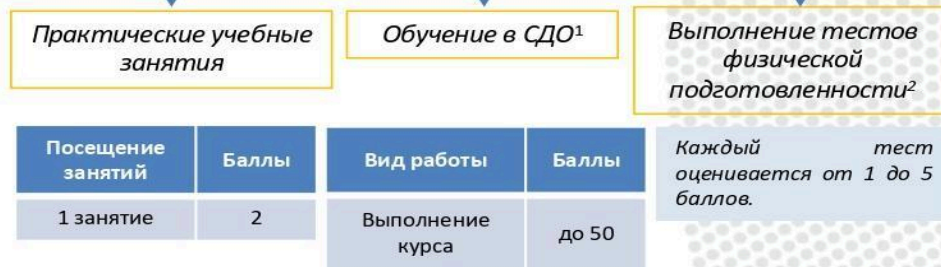 Практические учебные
занятия
Обучение в СДО¹
Выполнение тестов
физической
подготовленности²
Посещение
занятий
Баллы
1 занятие
2
Вид работы
Баллы
Выполнение
курса
до 50
Каждый тест
оценивается от 1 до 5
баллов.